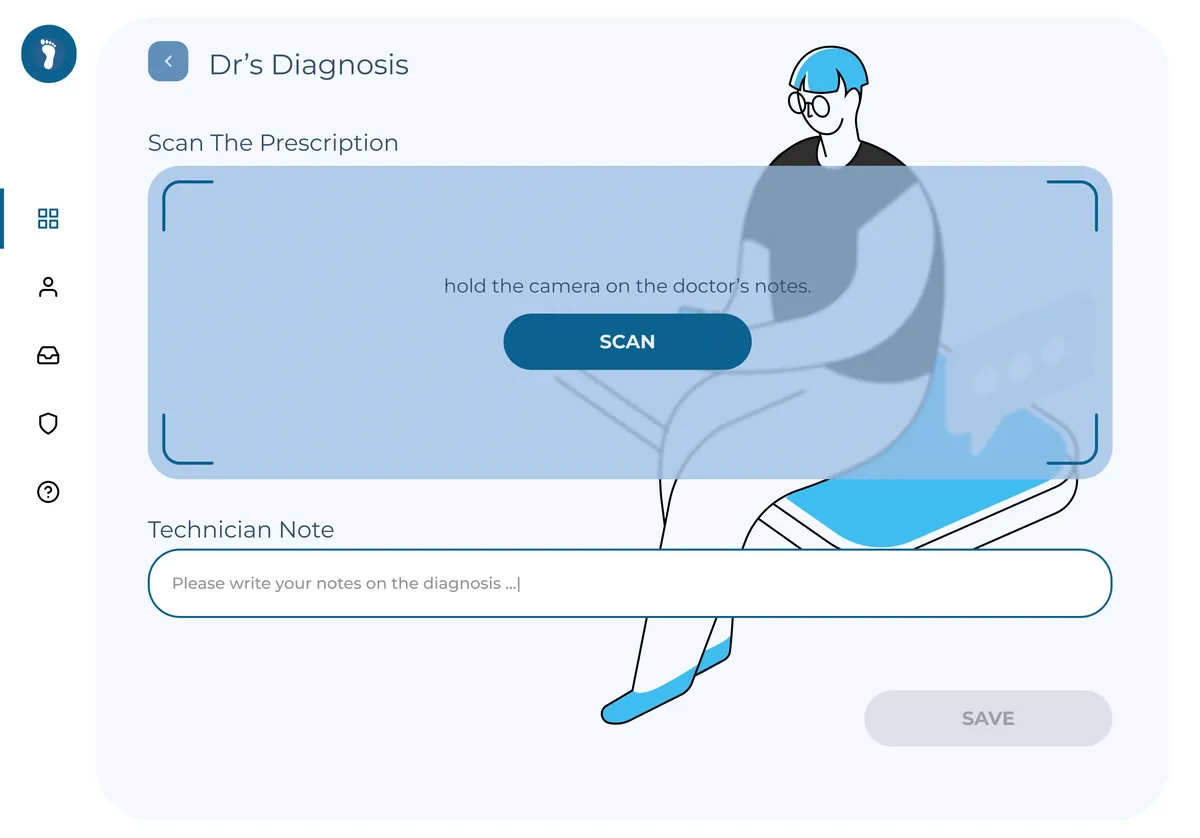 Dr’s Diagnosis
Scan The Prescription
hold the camera on the doctor’s notes.
SCAN
Technician Note
Please write your notes on the diagnosis ...|
SAVE